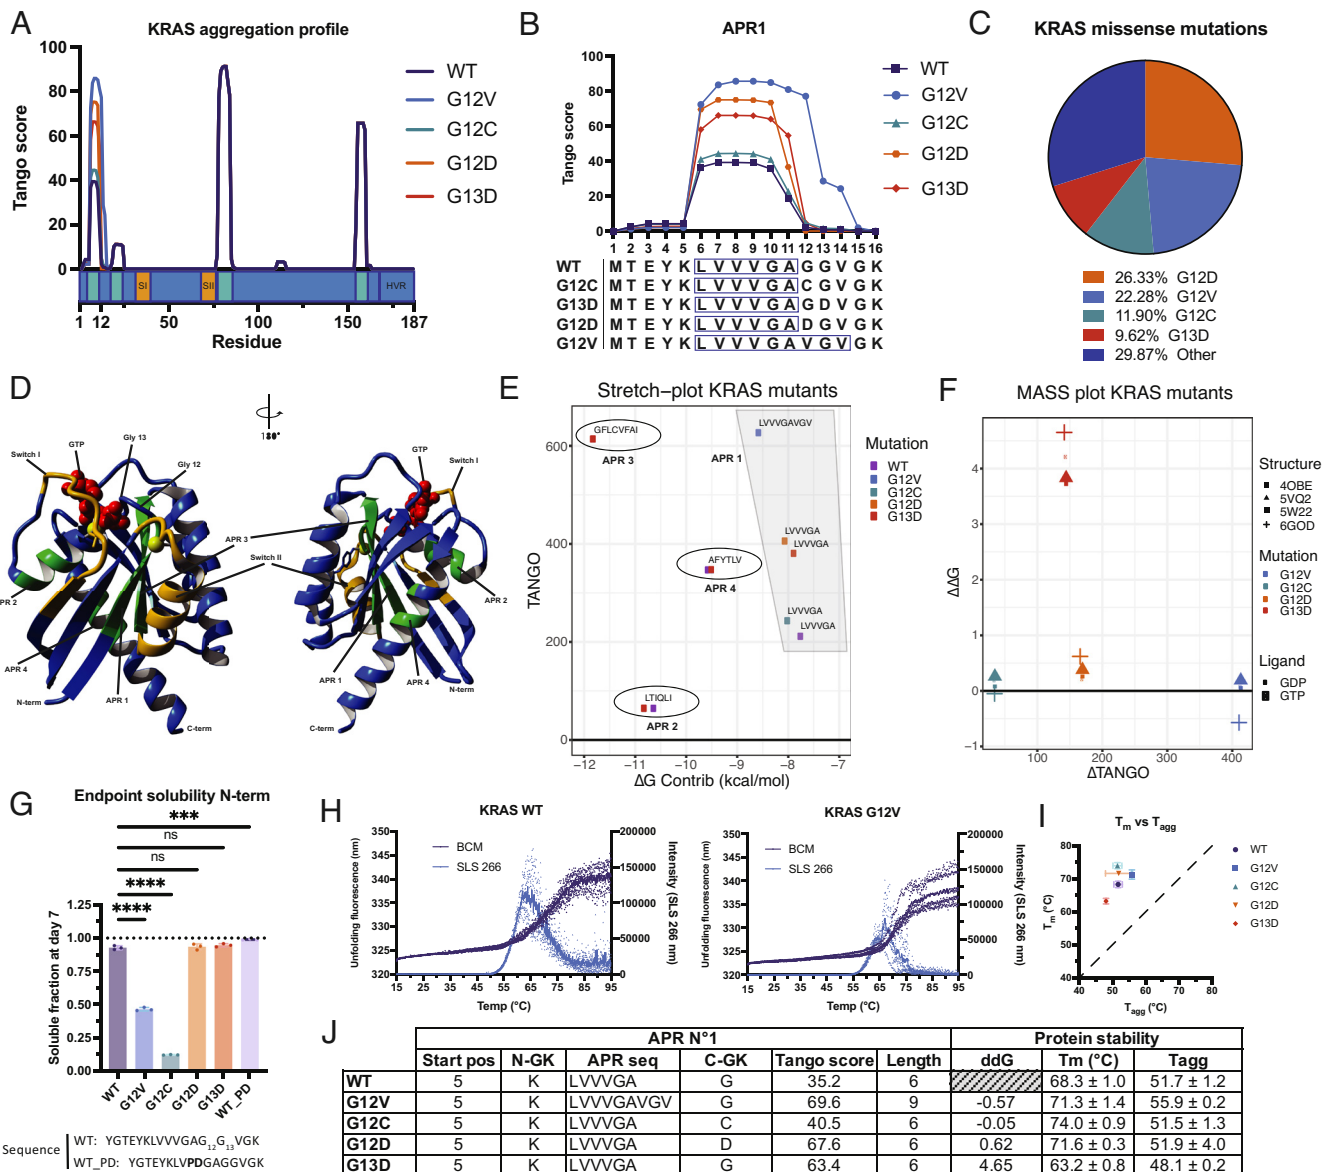 A
KRAS aggregation profile
Tango score
100
80
60
40
20
0
WT
G12V
G12C
G12D
G13D
SI
SII
HVR
1 12 50 100 150 187
Residue
B
APR1
Tango score
100
80
60
40
20
0
WT
G12V
G12C
G12D
G13D
1 2 3 4 5 6 7 8 9 10 11 12 13 14 15 16
WT M T E Y K L V V V G A G G V G K
G12C M T E Y K L V V V G A C G V G K
G13D M T E Y K L V V V G A G D V G K
G12D M T E Y K L V V V G A D G V G K
G12V M T E Y K L V V V G A V G V G K
C
KRAS missense mutations
26.33% G12D
22.28% G12V
11.90% G12C
9.62% G13D
29.87% Other
D
180°
Switch I
GTP
Gly 13
Gly 12
APR 3
Switch II
APR 2
APR 4
N-term
APR 1
C-term
GTP
Switch I
APR 2
APR 1
APR 4
N-term
C-term
E
Stretch-plot KRAS mutants
TANGO
600
400
200
0
GFLCVFAI
APR 3
LVVVGAVGV
APR 1
LVVVGA
LVVVGA
AFYTLV
APR 4
LVVVGA
LVVVGA
LTIQLI
APR 2
−12 −11 −10 −9 −8 −7
ΔG Contrib (kcal/mol)
Mutation
WT
G12V
G12C
G12D
G13D
F
MASS plot KRAS mutants
ΔΔG
4
3
2
1
0
−1
100 200 300 400
ΔTANGO
Structure
4OBE
5VQ2
5W22
6GOD
Mutation
G12V
G12C
G12D
G13D
Ligand
GDP
GTP
G
Endpoint solubility N-term
***
ns
ns
****
****
Soluble fraction at day 7
1.25
1.00
0.75
0.50
0.25
0.00
WT G12V G12C G12D G13D WT_PD
Sequence
WT: YGTEYKLVVVGAG12G13VGK
WT_PD: YGTEYKLVPDGAGGVGK
H
KRAS WT
Unfolding fluorescence (nm)
350
345
340
335
330
325
320
BCM
SLS 266
200000
150000
100000
50000
0
Intensity (SLS 266 nm)
15 25 35 45 55 65 75 85 95
Temp (°C)
KRAS G12V
Unfolding fluorescence (nm)
350
345
340
335
330
325
320
BCM
SLS 266
200000
150000
100000
50000
0
Intensity (SLS 266 nm)
15 25 35 45 55 65 75 85 95
Temp (°C)
I
Tm vs Tagg
Tm (°C)
80
70
60
50
40
40 50 60 70 80
Tagg (°C)
WT
G12V
G12C
G12D
G13D
J
APR N°1 Protein stability
Start pos N-GK APR seq C-GK Tango score Length ddG Tm (°C) Tagg
WT 5 K LVVVGA G 35.2 6 68.3 ± 1.0 51.7 ± 1.2
G12V 5 K LVVVGAVGV G 69.6 9 -0.57 71.3 ± 1.4 55.9 ± 0.2
G12C 5 K LVVVGA C 40.5 6 -0.05 74.0 ± 0.9 51.5 ± 1.3
G12D 5 K LVVVGA D 67.6 6 0.62 71.6 ± 0.3 51.9 ± 4.0
G13D 5 K LVVVGA G 63.4 6 4.65 63.2 ± 0.8 48.1 ± 0.2